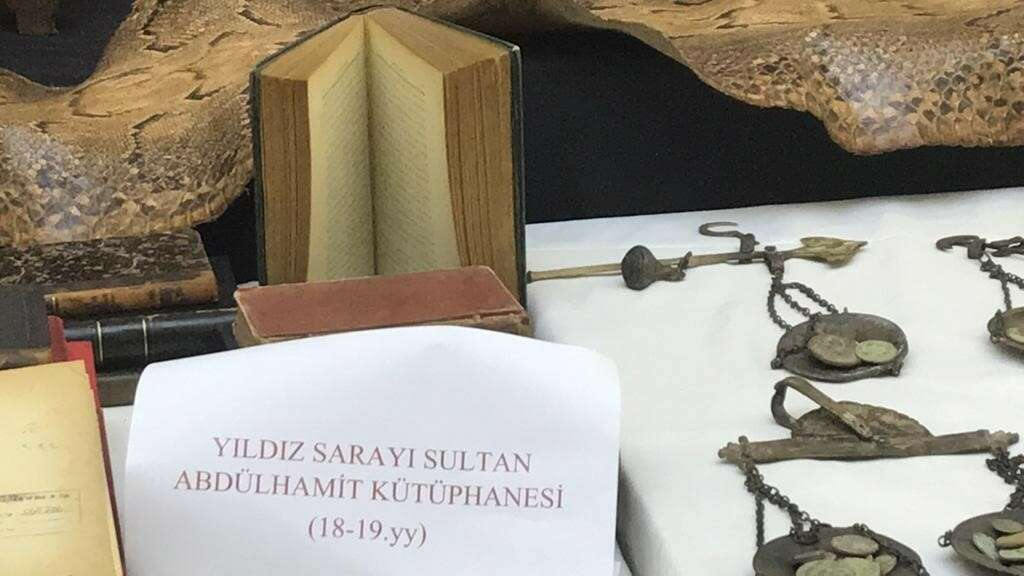 YILDIZ SARAYI SULTAN
ABDÜLHAMİT KÜTÜPHANESİ
(18-19.yy)